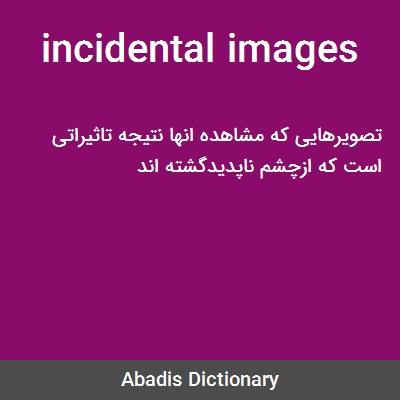 incidental images
تصویرهایی که مشاهده انها نتیجه تاثیراتی
است که ازچشم ناپدیدگشته اند
Abadis Dictionary